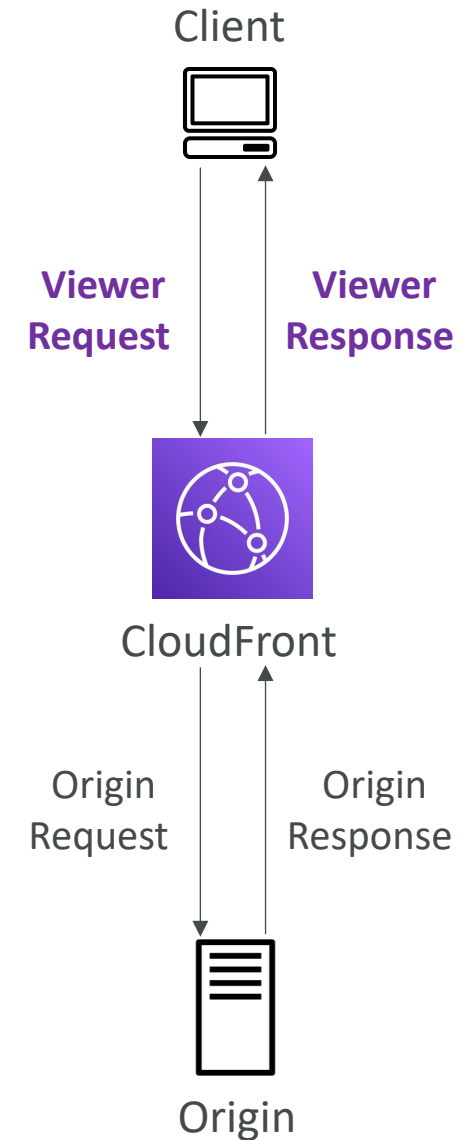 Client
Viewer
Request
Viewer
Response
CloudFront
Origin
Request
Origin
Response
Origin